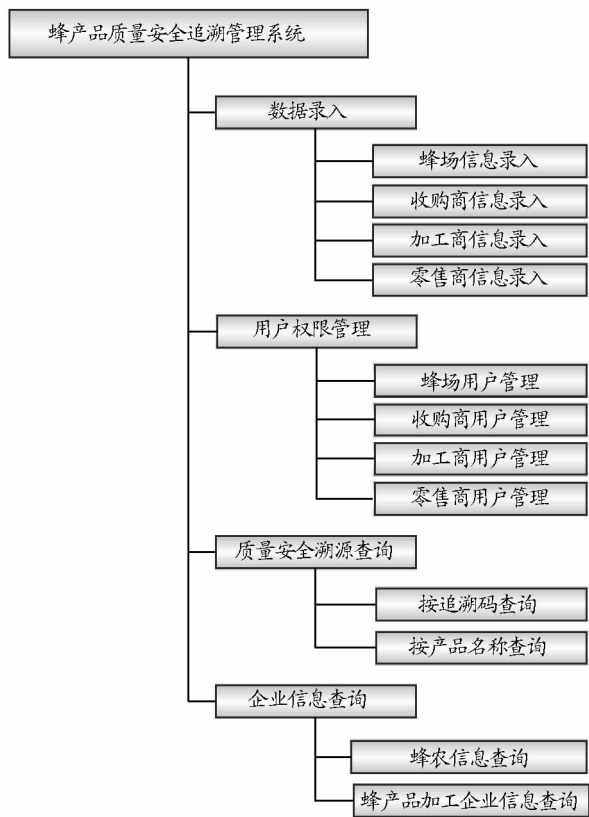 蜂产品质量安全追溯管理系统
数据录入
蜂场信息录入
收购商信息录入
加工商信息录入
零售商信息录入
用户权限管理
蜂场用户管理
收购商用户管理
加工商用户管理
零售商用户管理
质量安全溯源查询
按追溯码查询
按产品名称查询
企业信息查询
蜂农信息查询
蜂产品加工企业信息查询